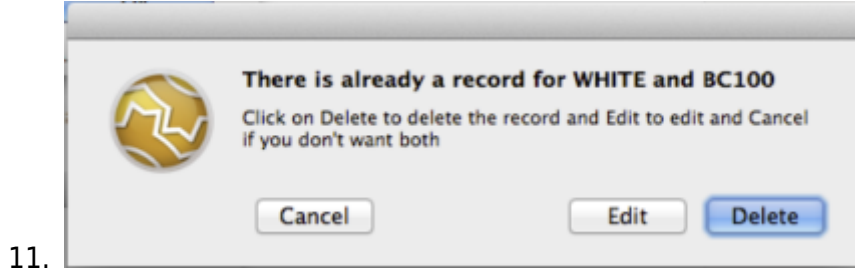 There is already a record for WHITE and BC100
Click on Delete to delete the record and Edit to edit and Cancel
if you don't want both
Cancel Edit Delete
11.